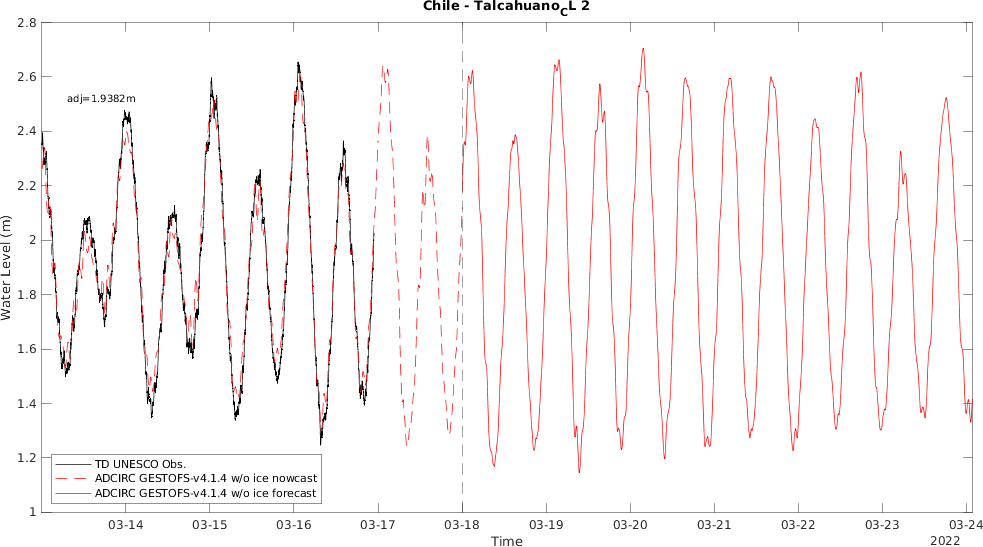 Chile - Talcahuano_CL 2
2.8
2.6
2.4
2.2
2
1.8
1.6
1.4
1.2
1
Water Level (m)
adj=1.9382m
TD UNESCO Obs.
ADCIRC GESTOFS-v4.1.4 w/o ice nowcast
ADCIRC GESTOFS-v4.1.4 w/o ice forecast
03-14 03-15 03-16 03-17 03-18 03-19 03-20 03-21 03-22 03-23 03-24
Time
2022